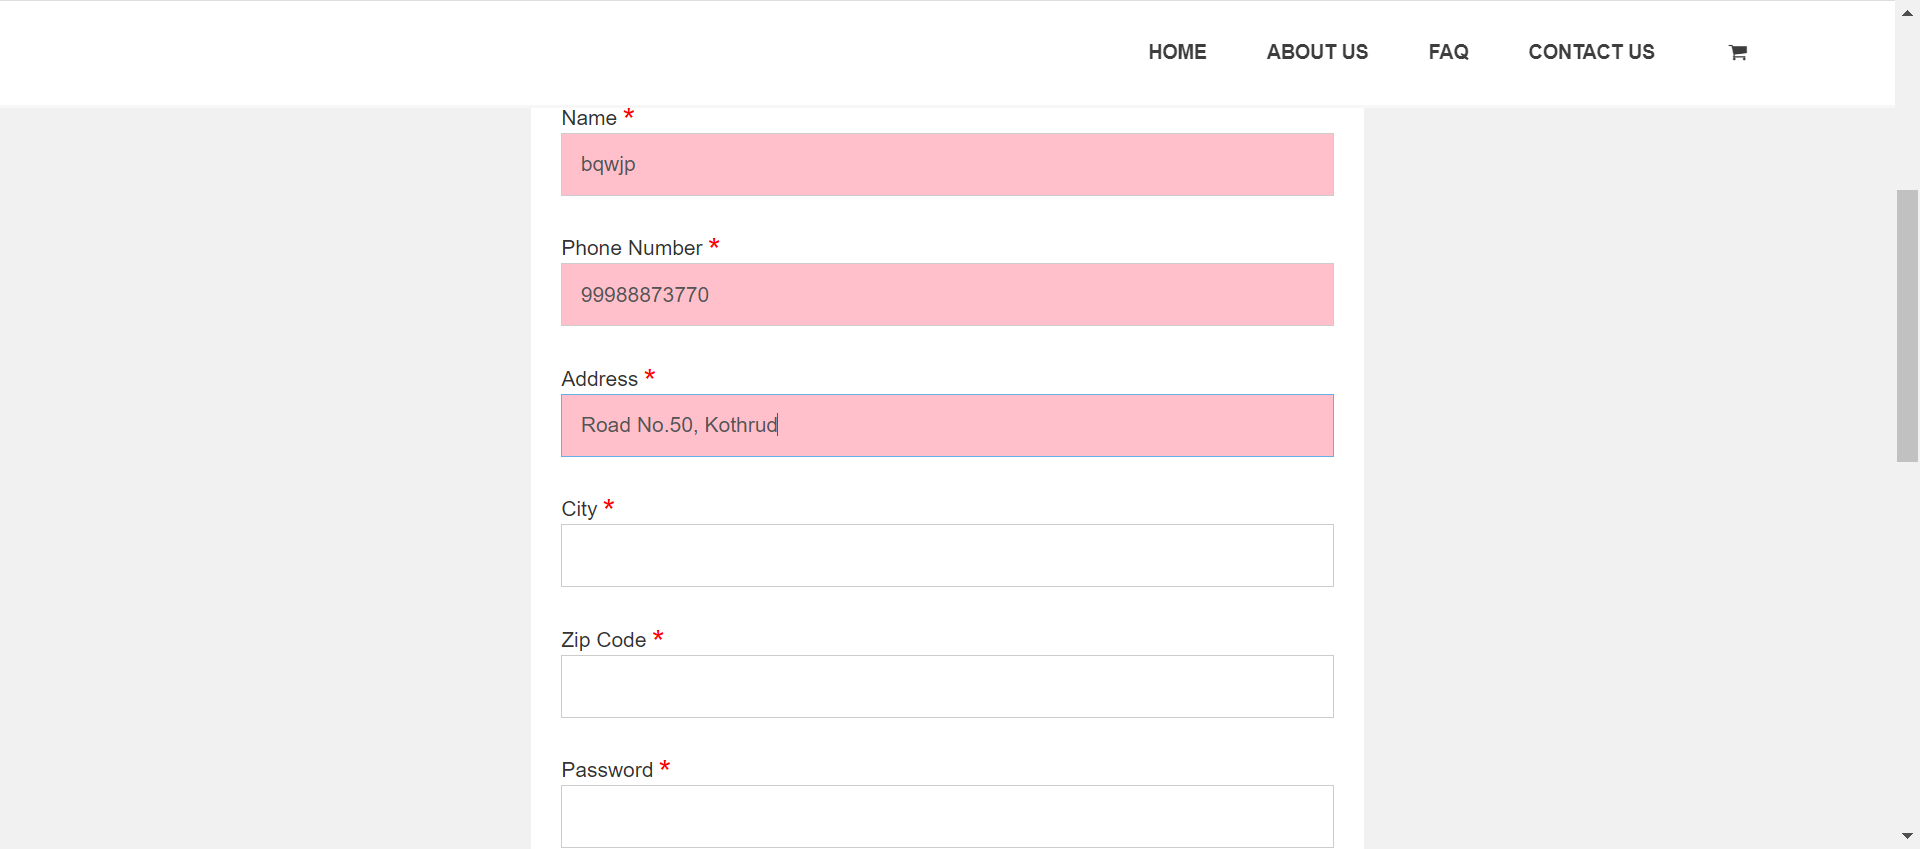 HOME ABOUT US FAQ CONTACT US
Name *
bqwjp
Phone Number *
99988873770
Address *
Road No.50, Kothrud
City *
Zip Code *
Password *